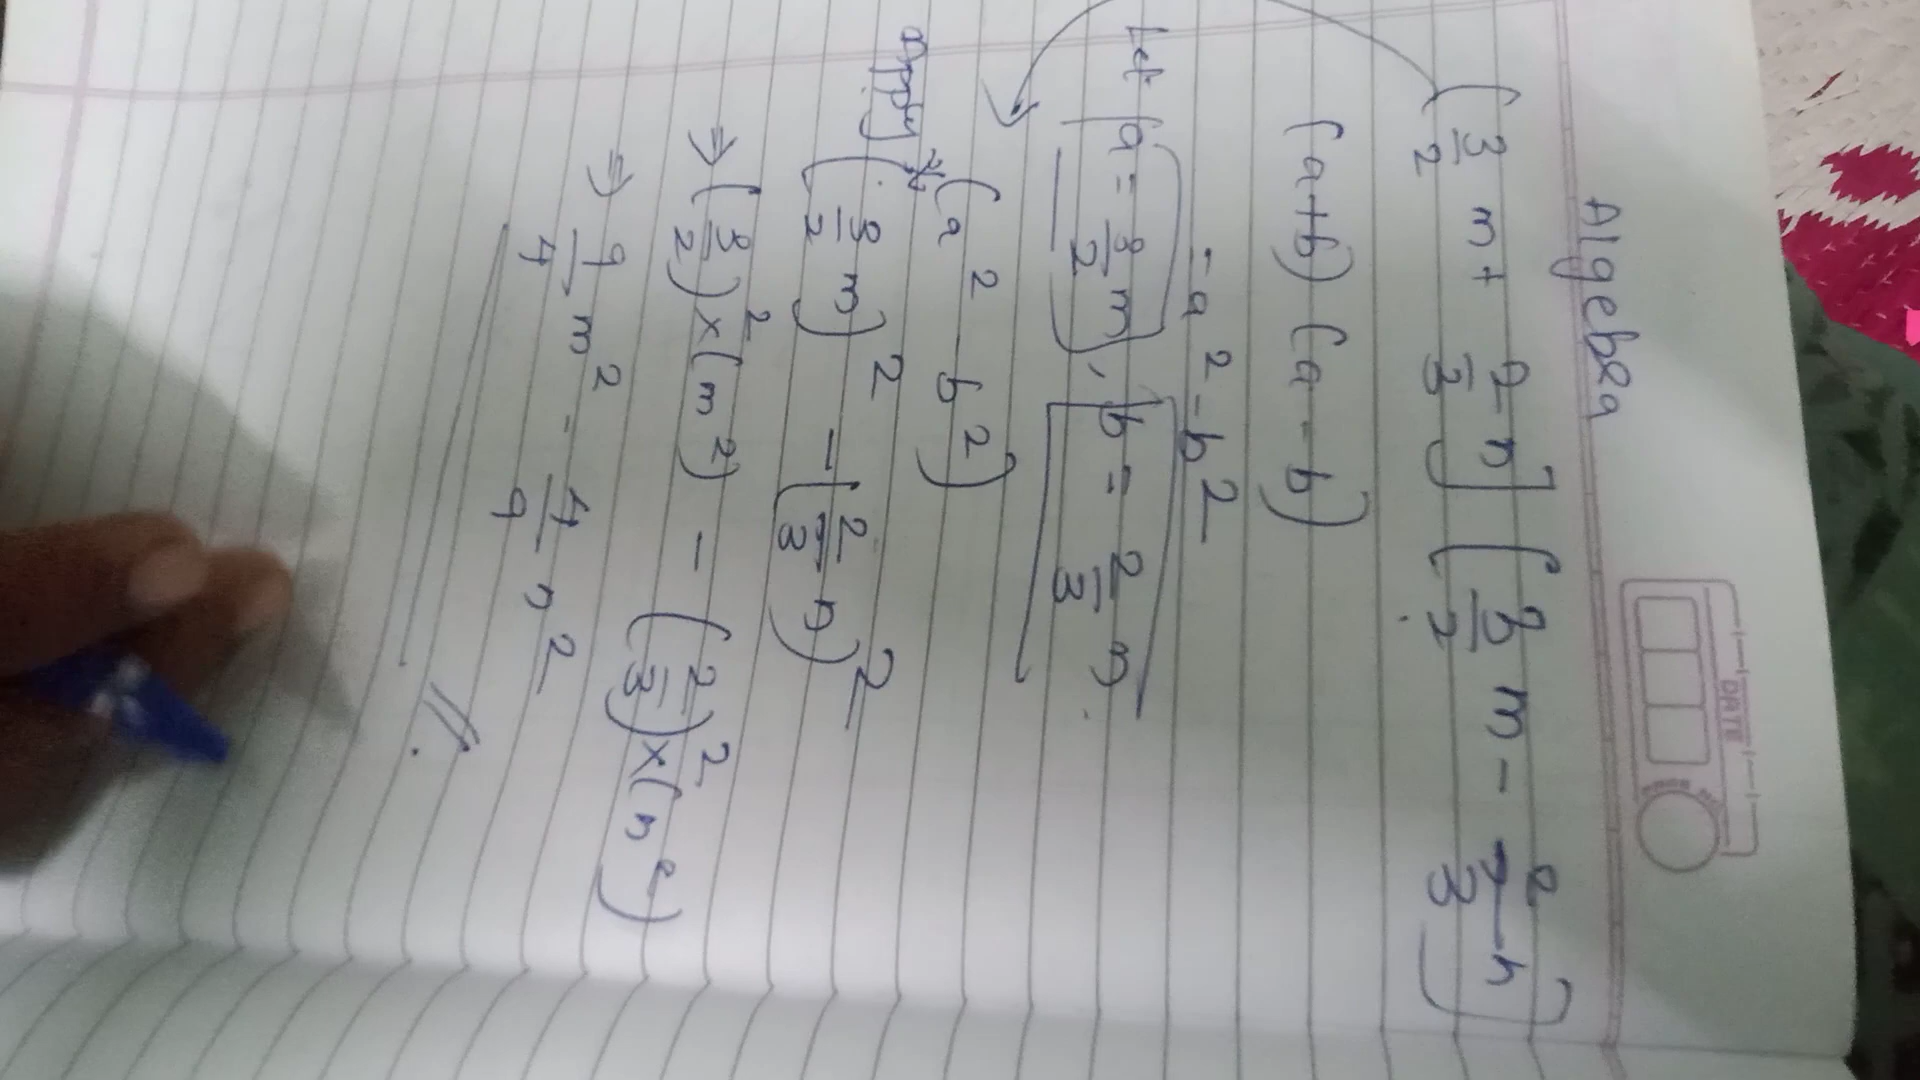 DATE
Algebra
(3/2 m + 2/3 n] (3/2 m - 2/3 n)
(a+b) (a-b)
= a² - b²
Let a = 3/2 m, b = 2/3 n.
(a² - b²)
apply (3/2 m)² - (2/3 n)²
⇒ (3/2)² × (m²) - (2/3)² × (n²)
⇒ 9/4 m² - 4/9 n² //.